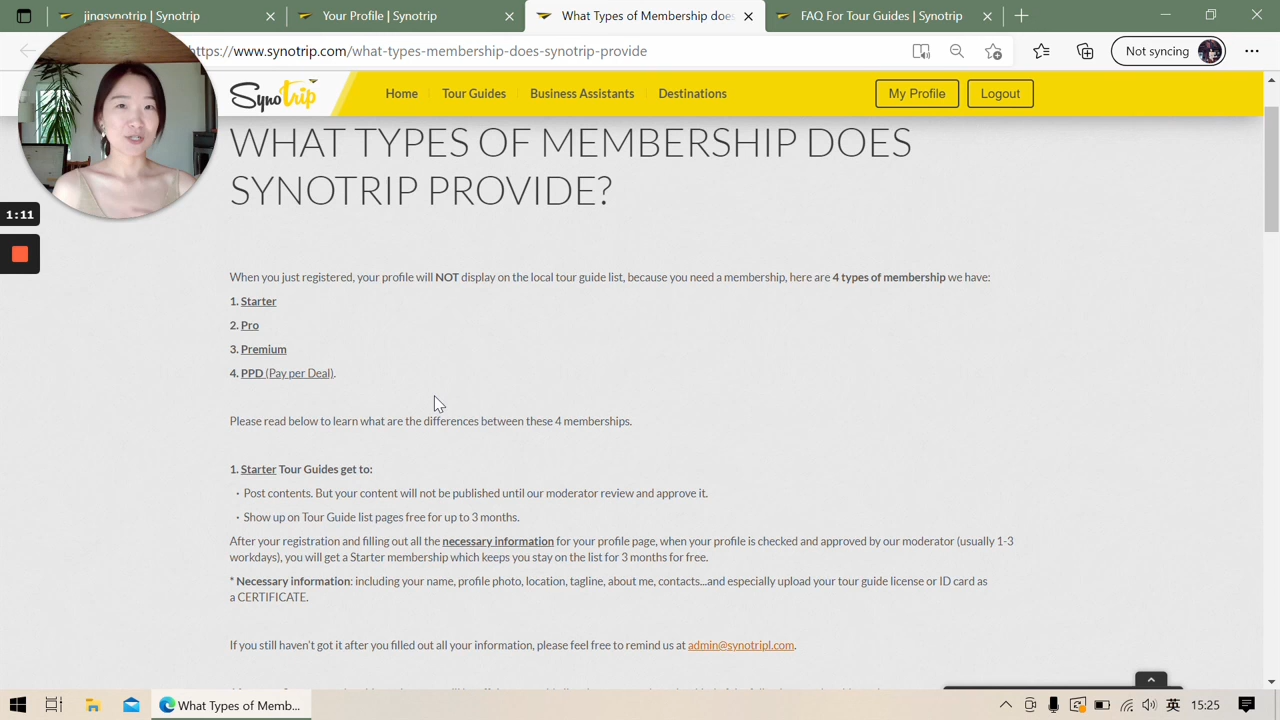 jingsynotrip | Synotrip
Your Profile | Synotrip
What Types of Membership does
FAQ For Tour Guides | Synotrip
https://www.synotrip.com/what-types-membership-does-synotrip-provide
Not syncing
Synotrip
Home
Tour Guides
Business Assistants
Destinations
My Profile
Logout
WHAT TYPES OF MEMBERSHIP DOES
SYNOTRIP PROVIDE?
1:11
When you just registered, your profile will NOT display on the local tour guide list, because you need a membership, here are 4 types of membership we have:
1. Starter
2. Pro
3. Premium
4. PPD (Pay per Deal).
Please read below to learn what are the differences between these 4 memberships.
1. Starter Tour Guides get to:
· Post contents. But your content will not be published until our moderator review and approve it.
· Show up on Tour Guide list pages free for up to 3 months.
After your registration and filling out all the necessary information for your profile page, when your profile is checked and approved by our moderator (usually 1-3
workdays), you will get a Starter membership which keeps you stay on the list for 3 months for free.
* Necessary information: including your name, profile photo, location, tagline, about me, contacts...and especially upload your tour guide license or ID card as
a CERTIFICATE.
If you still haven't got it after you filled out all your information, please feel free to remind us at admin@synotripl.com.
What Types of Memb...
英
15:25